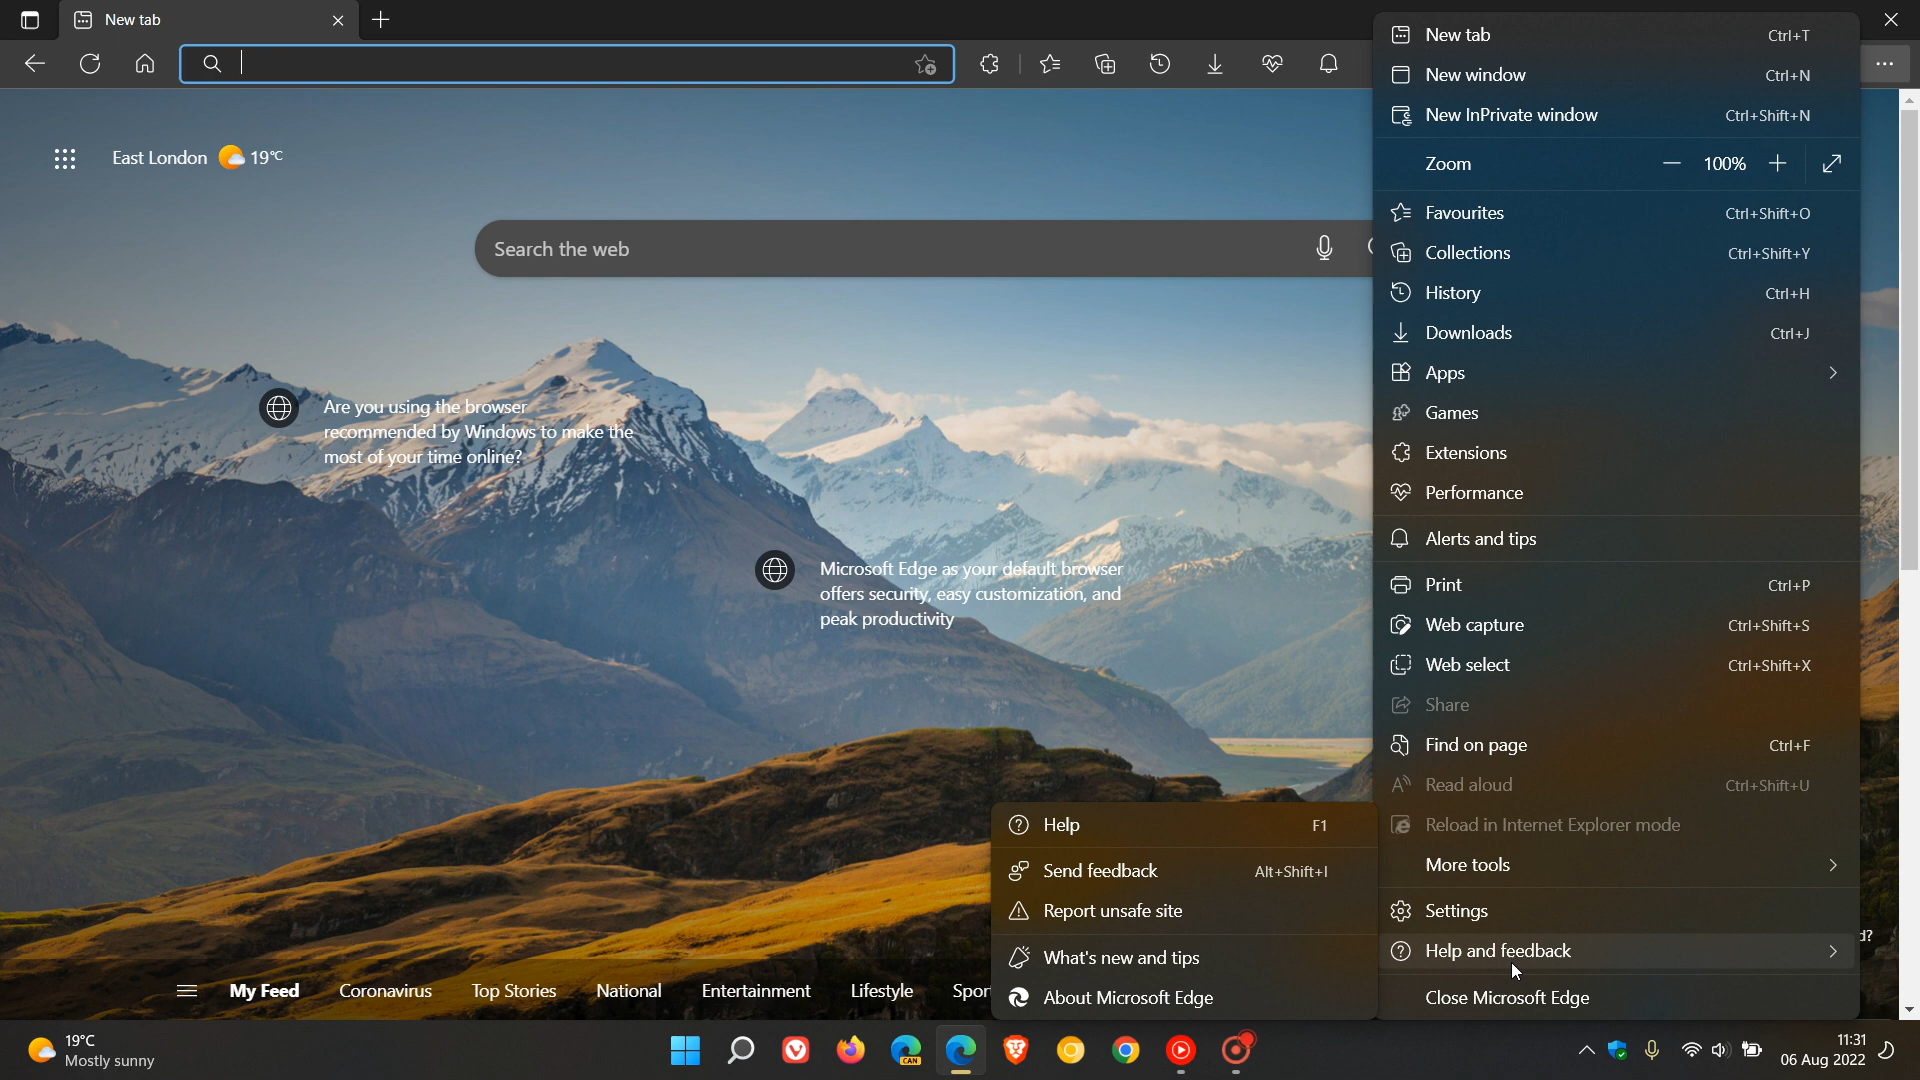 New tab
East London 19°C
Search the web
Are you using the browser
recommended by Windows to make the
most of your time online?
Microsoft Edge as your default browser
offers security, easy customization, and
peak productivity
My Feed Coronavirus Top Stories National Entertainment Lifestyle
New tab Ctrl+T
New window Ctrl+N
New InPrivate window Ctrl+Shift+N
Zoom 100%
Favourites Ctrl+Shift+O
Collections Ctrl+Shift+Y
History Ctrl+H
Downloads Ctrl+J
Apps
Games
Extensions
Performance
Alerts and tips
Print Ctrl+P
Web capture Ctrl+Shift+S
Web select Ctrl+Shift+X
Share
Find on page Ctrl+F
Read aloud Ctrl+Shift+U
Reload in Internet Explorer mode
More tools
Settings
Help and feedback
Close Microsoft Edge
Help F1
Send feedback Alt+Shift+I
Report unsafe site
What's new and tips
About Microsoft Edge
19°C
Mostly sunny
CAN
11:31
06 Aug 2022